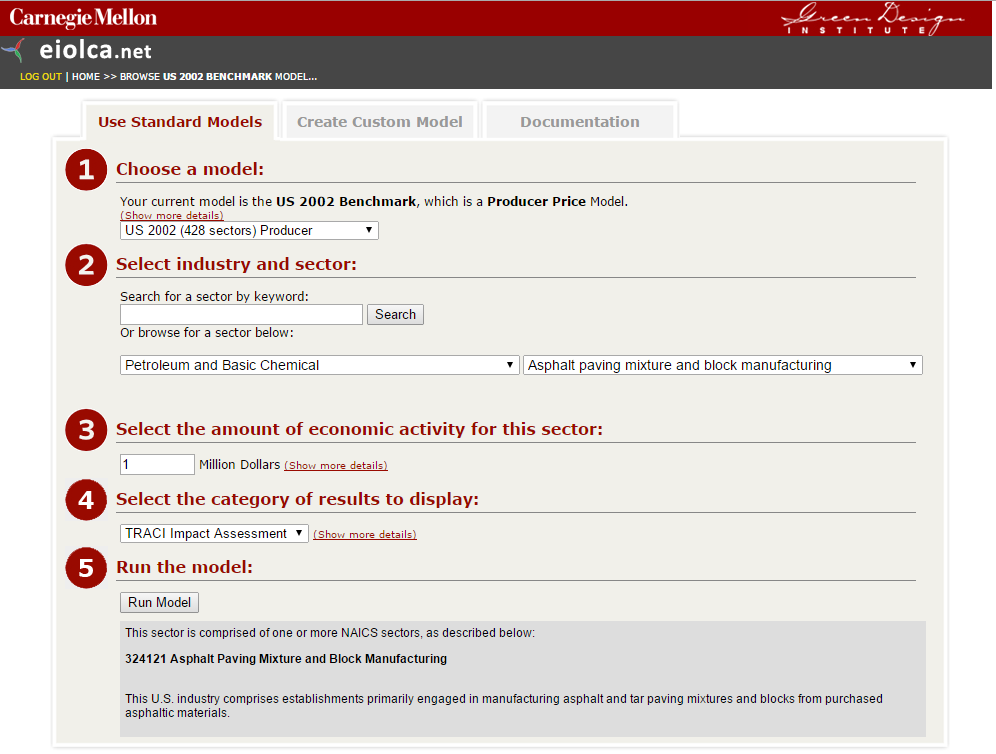 Carnegie Mellon
Green Design
INSTITUTE
eiolca.net
LOG OUT | HOME >> BROWSE US 2002 BENCHMARK MODEL...
Use Standard Models
Create Custom Model
Documentation
1 Choose a model:
Your current model is the US 2002 Benchmark, which is a Producer Price Model.
(Show more details)
US 2002 (428 sectors) Producer
2 Select industry and sector:
Search for a sector by keyword:
Search
Or browse for a sector below:
Petroleum and Basic Chemical
Asphalt paving mixture and block manufacturing
3 Select the amount of economic activity for this sector:
1 Million Dollars (Show more details)
4 Select the category of results to display:
TRACI Impact Assessment (Show more details)
5 Run the model:
Run Model
This sector is comprised of one or more NAICS sectors, as described below:
324121 Asphalt Paving Mixture and Block Manufacturing
This U.S. industry comprises establishments primarily engaged in manufacturing asphalt and tar paving mixtures and blocks from purchased
asphaltic materials.